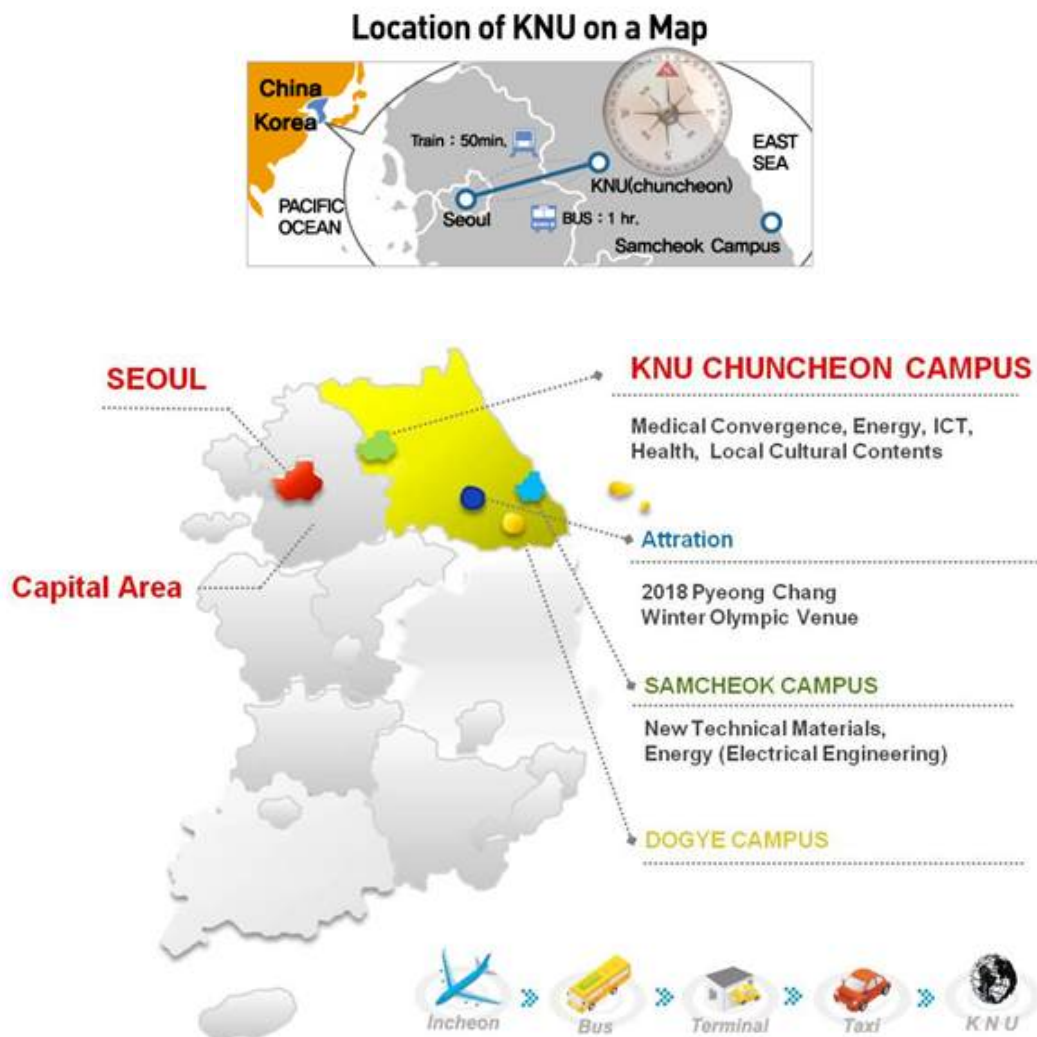 Location of KNU on a Map
China
Korea
PACIFIC
OCEAN
Train : 50min,
Seoul
KNU(chuncheon)
BUS : 1 hr,
EAST
SEA
Samcheok Campus
SEOUL
Capital Area
KNU CHUNCHEON CAMPUS
Medical Convergence, Energy, ICT,
Health, Local Cultural Contents
Attration
2018 Pyeong Chang
Winter Olympic Venue
SAMCHEOK CAMPUS
New Technical Materials,
Energy (Electrical Engineering)
DOGYE CAMPUS
Incheon
Bus
Terminal
Taxi
KNU